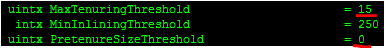 uintx MaxTenuringThreshold = 15
intx MinInliningThreshold = 250
uintx PretenureSizeThreshold = 0